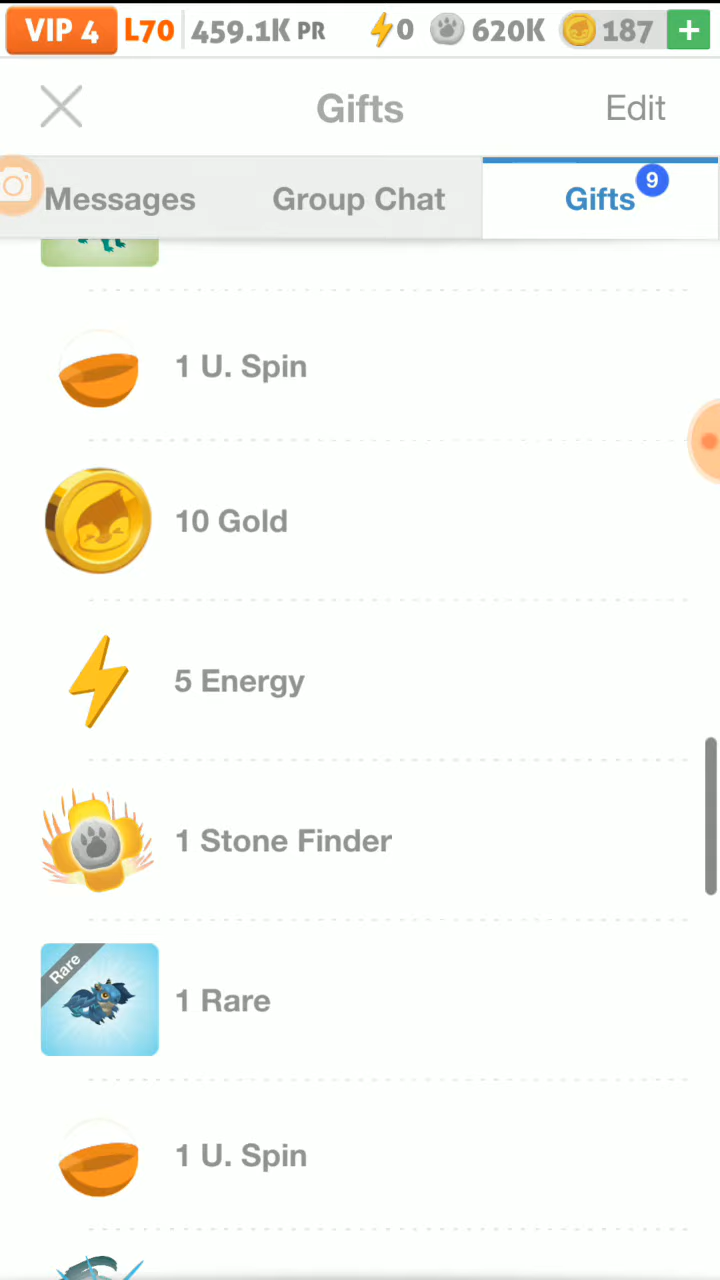 VIP 4 L70 459.1K PR 0 620K 187 +
Gifts Edit
Messages Group Chat Gifts 9
1 U. Spin
10 Gold
5 Energy
1 Stone Finder
Rare
1 Rare
1 U. Spin